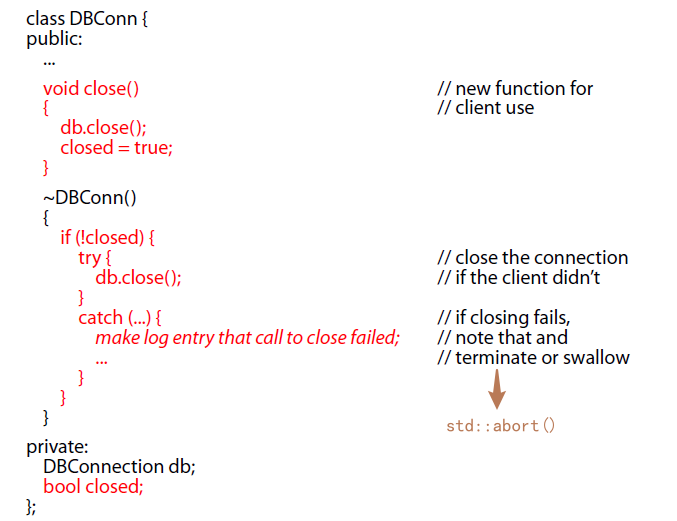 class DBConn {
public:
...
void close() // new function for
{ // client use
db.close();
closed = true;
}
~DBConn()
{
if (!closed) {
try { // close the connection
db.close(); // if the client didn’t
}
catch (...) { // if closing fails,
make log entry that call to close failed; // note that and
... // terminate or swallow
}
}
} std::abort()
private:
DBConnection db;
bool closed;
};